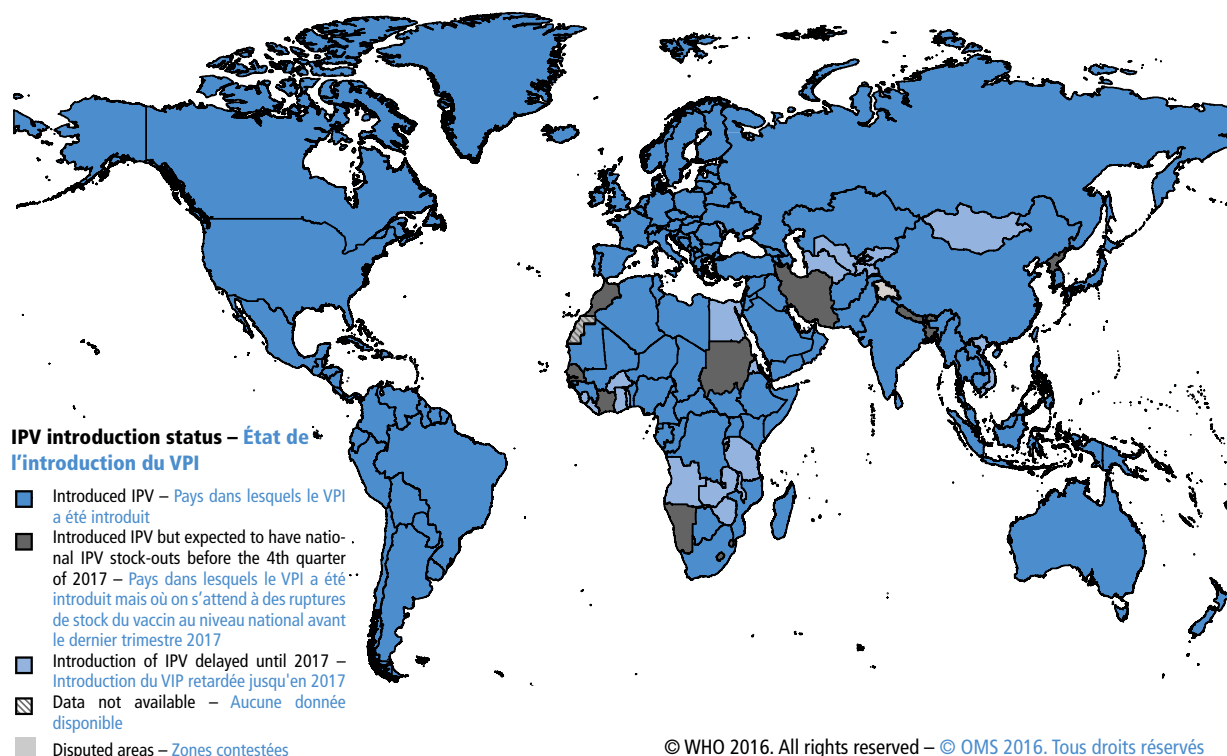 IPV introduction status – État de
l'introduction du VPI
Introduced IPV – Pays dans lesquels le VPI
a été introduit
Introduced IPV but expected to have natio-
nal IPV stock-outs before the 4th quarter
of 2017 – Pays dans lesquels le VPI a été
introduit mais où on s'attend à des ruptures
de stock du vaccin au niveau national avant
le dernier trimestre 2017
Introduction of IPV delayed until 2017 –
Introduction du VIP retardée jusqu'en 2017
Data not available – Aucune donnée
disponible
Disputed areas – Zones contestées
© WHO 2016. All rights reserved – © OMS 2016. Tous droits réservés